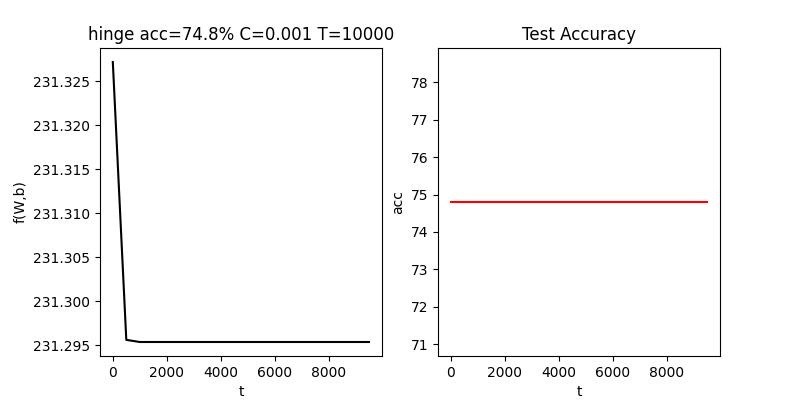 hinge acc=74.8% C=0.001 T=10000
231.325
231.320
231.315
231.310
231.305
231.300
231.295
f(W,b)
0 2000 4000 6000 8000
t
Test Accuracy
78
77
76
75
74
73
72
71
acc
0 2000 4000 6000 8000
t